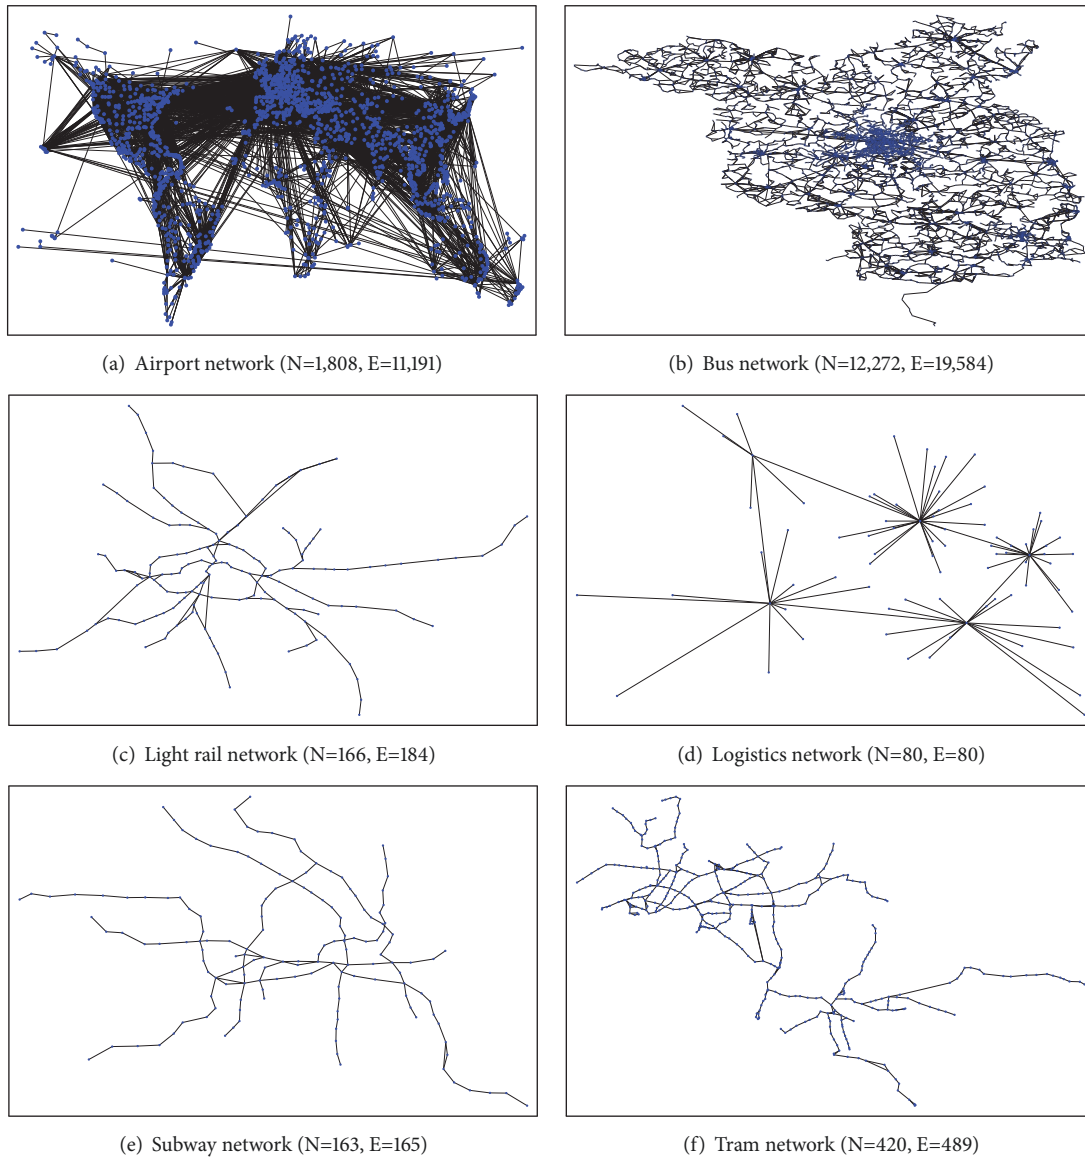 (a) Airport network (N=1,808, E=11,191)
(b) Bus network (N=12,272, E=19,584)
(c) Light rail network (N=166, E=184)
(d) Logistics network (N=80, E=80)
(e) Subway network (N=163, E=165)
(f) Tram network (N=420, E=489)